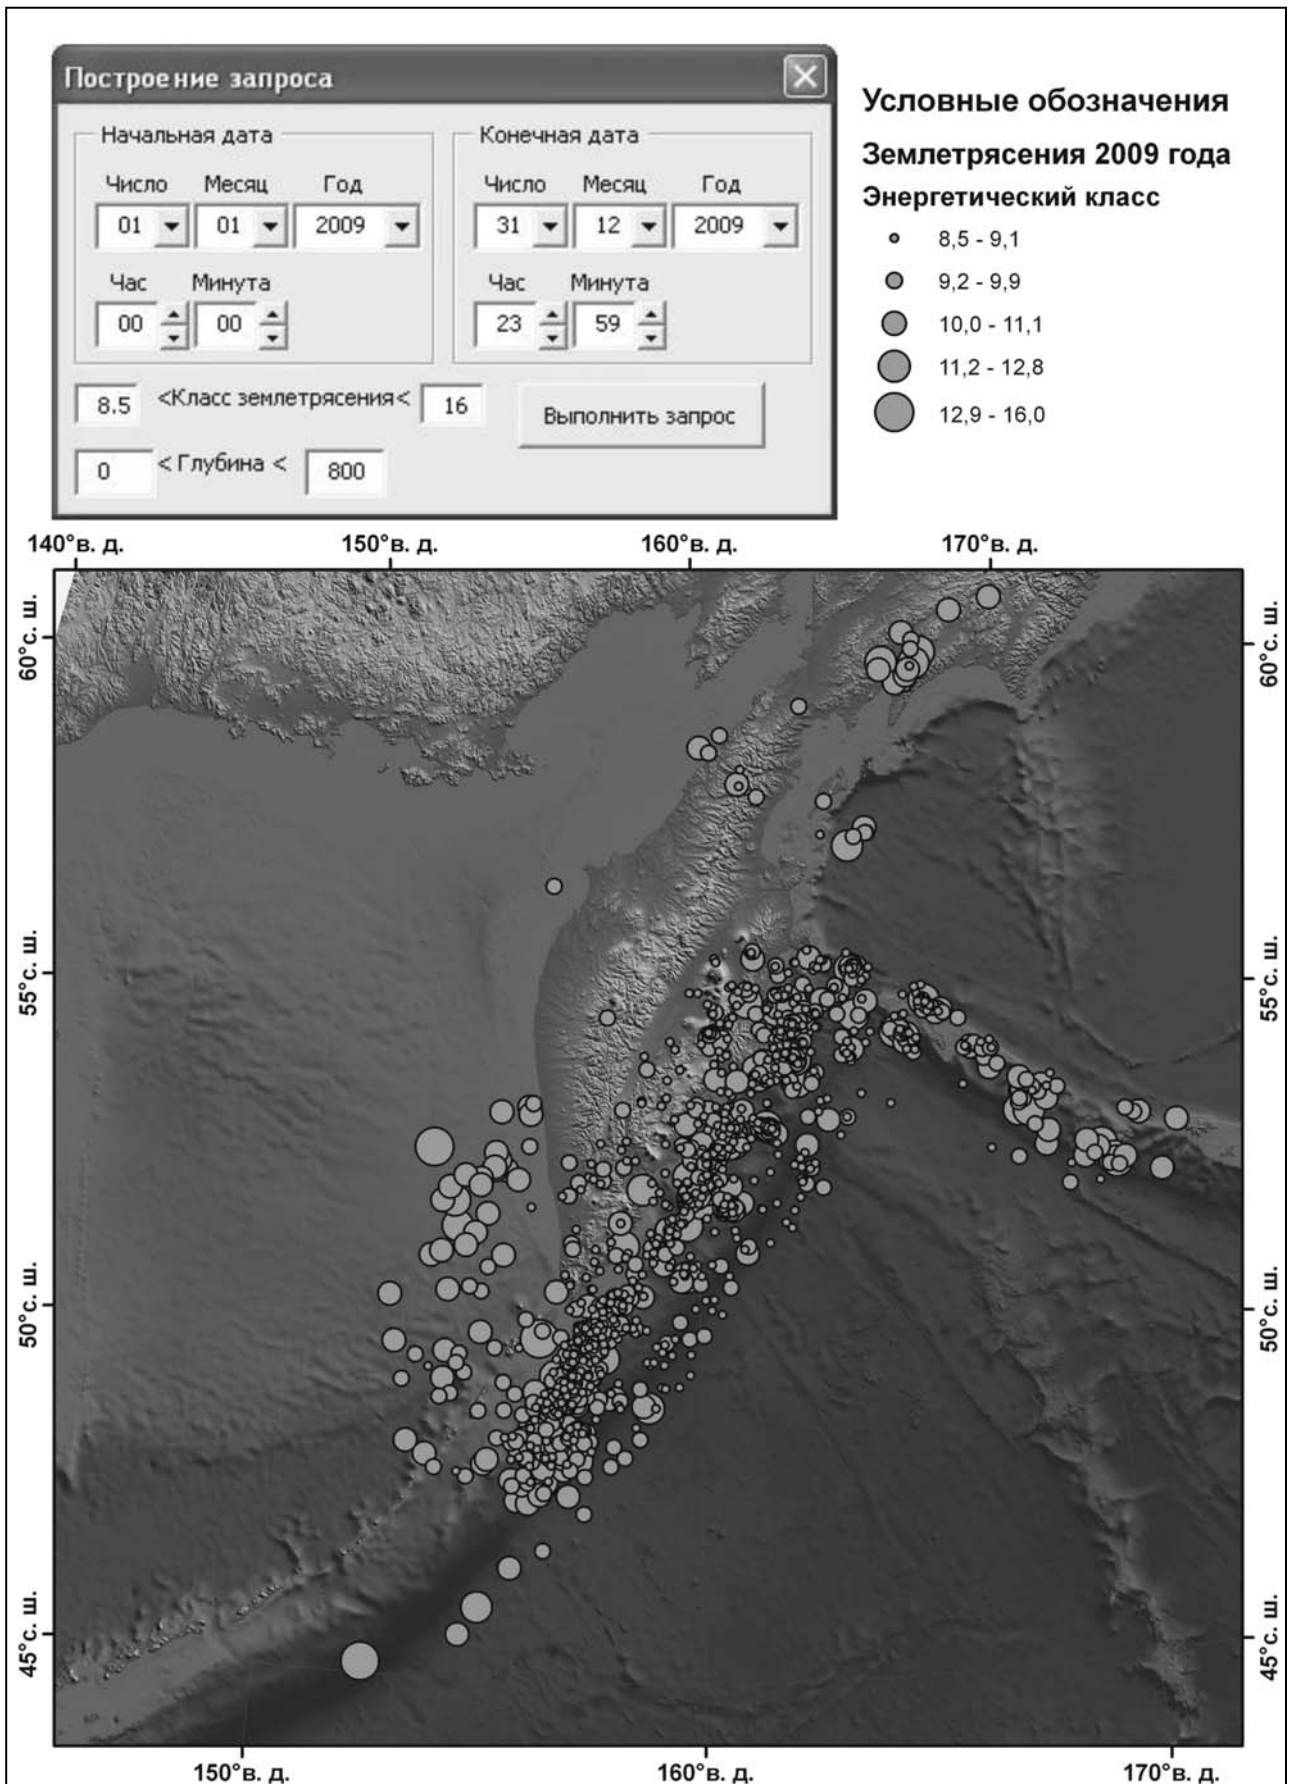 Построение запроса
Начальная дата
Число Месяц Год
01 01 2009
Час Минута
00 00
Конечная дата
Число Месяц Год
31 12 2009
Час Минута
23 59
8.5 <Класс землетрясения< 16
Выполнить запрос
0 < Глубина < 800
Условные обозначения
Землетрясения 2009 года
Энергетический класс
8,5 - 9,1
9,2 - 9,9
10,0 - 11,1
11,2 - 12,8
12,9 - 16,0
140°в. д. 150°в. д. 160°в. д. 170°в. д.
60°с. ш. 60°с. ш.
55°с. ш. 55°с. ш.
50°с. ш. 50°с. ш.
45°с. ш. 45°с. ш.
150°в. д. 160°в. д. 170°в. д.